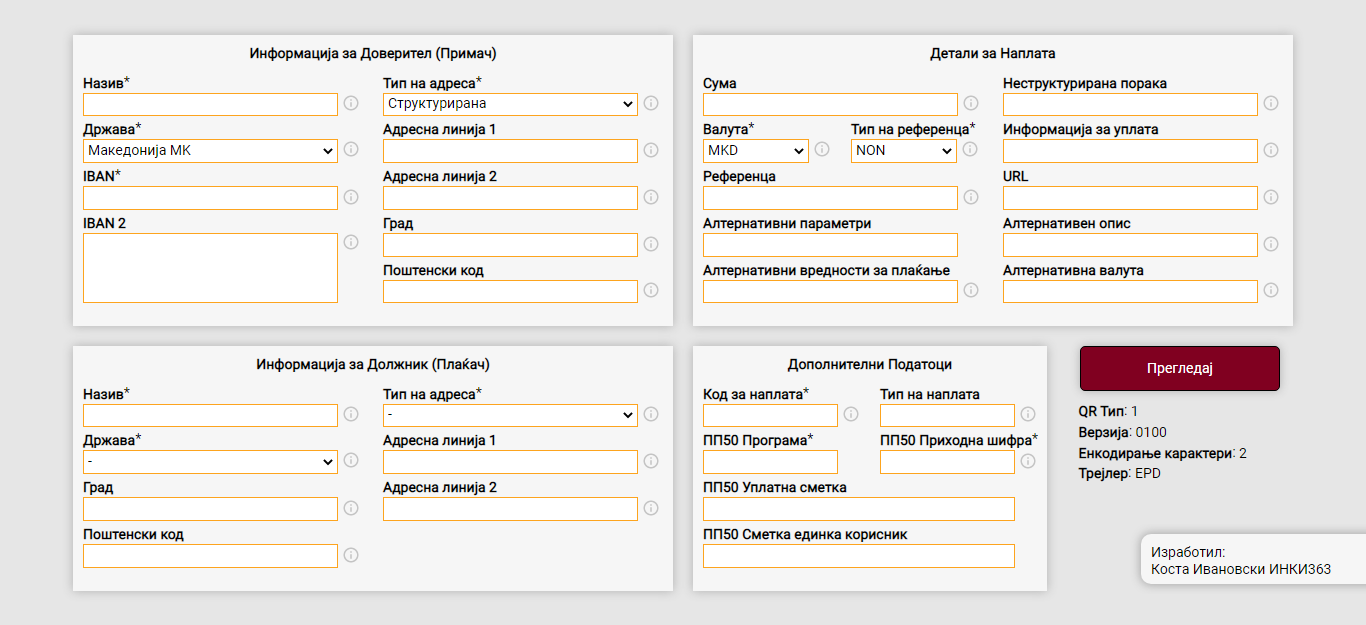 Информација за Доверител (Примач)
Назив*
Тип на адреса*
Структурирана
Држава*
Адресна линија 1
Македонија МК
IBAN*
Адресна линија 2
IBAN 2
Град
Поштенски код
Детали за Наплата
Сума
Неструктурирана порака
Валута*
Тип на референца*
Информација за уплата
MKD
NON
Референца
URL
Алтернативни параметри
Алтернативен опис
Алтернативни вредности за плаќање
Алтернативна валута
Информација за Должник (Плаќач)
Назив*
Тип на адреса*
-
Држава*
Адресна линија 1
-
Град
Адресна линија 2
Поштенски код
Дополнителни Податоци
Код за наплата*
Тип на наплата
ПП50 Програма*
ПП50 Приходна шифра*
ПП50 Уплатна сметка
ПП50 Сметка единка корисник
Прегледај
QR Тип: 1
Верзија: 0100
Енкодирање карактери: 2
Трејлер: EPD
Изработил:
Коста Ивановски ИНКИ363